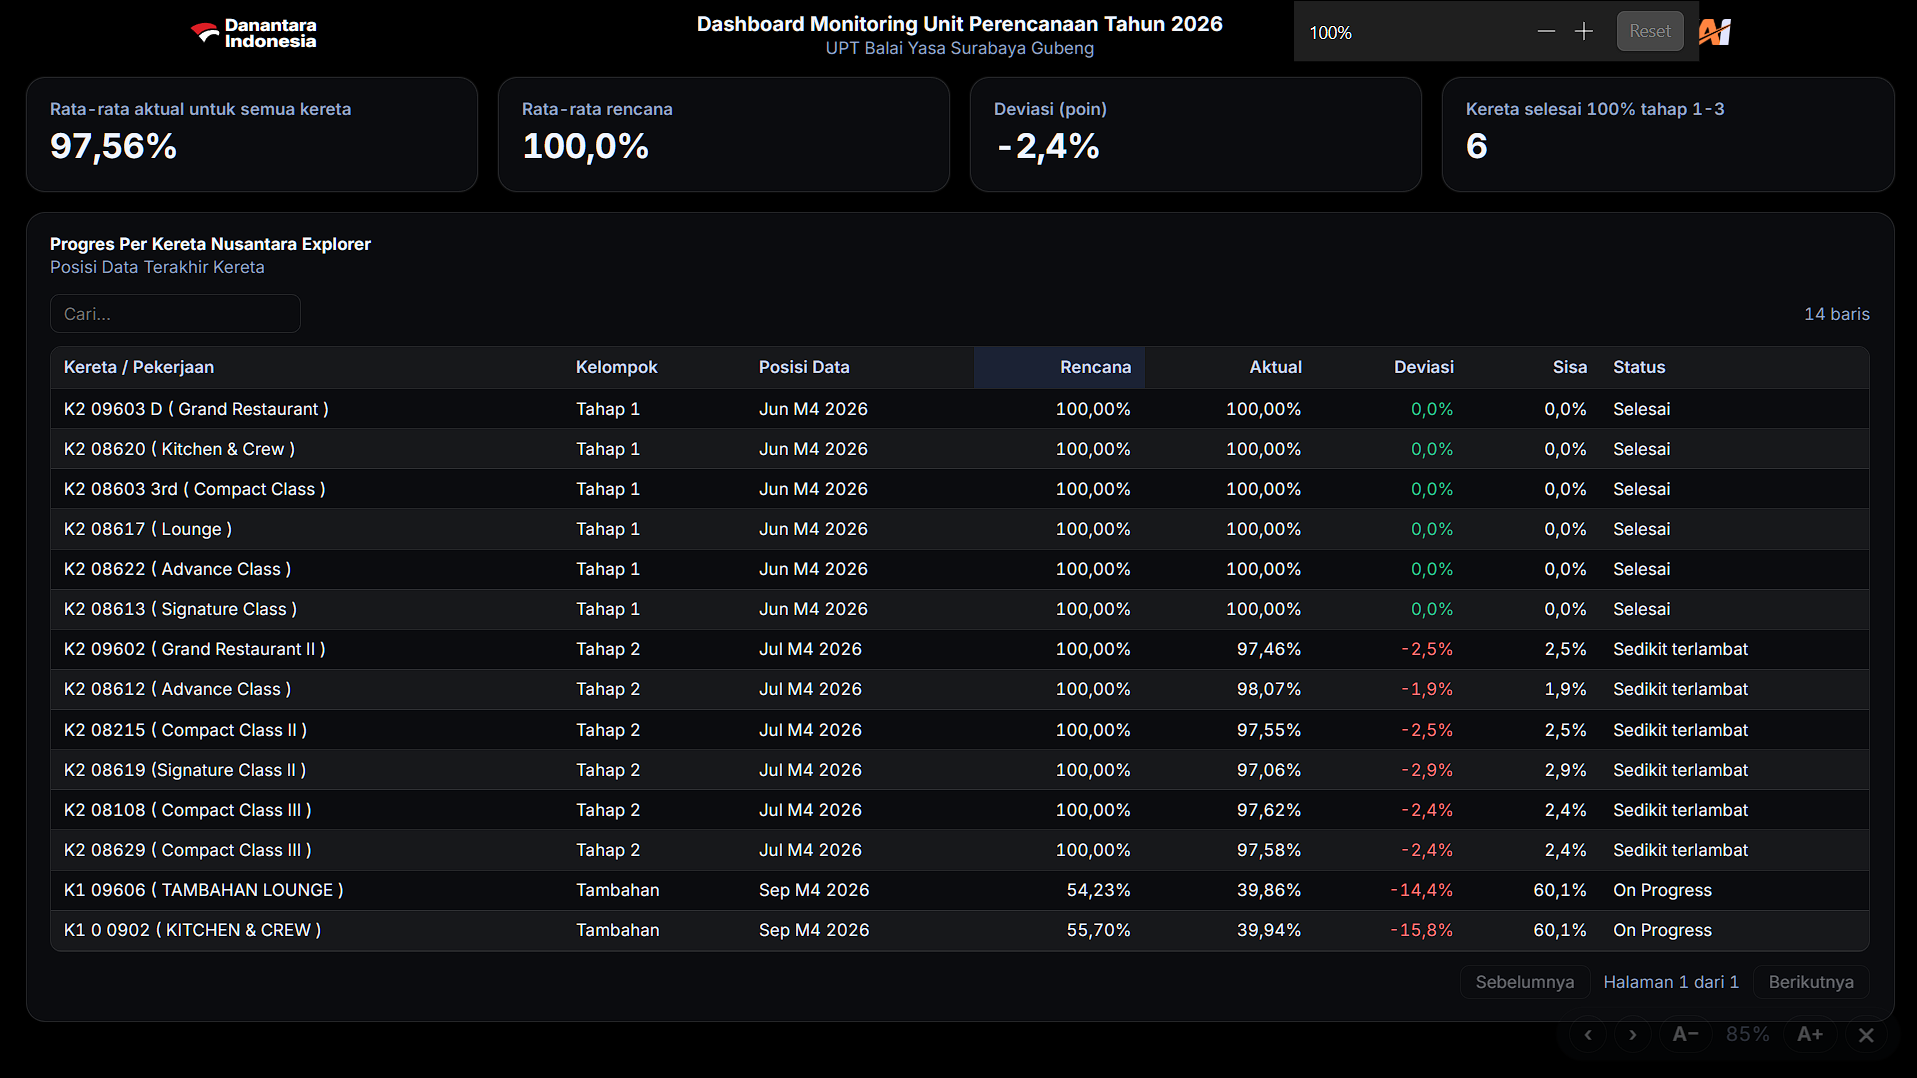 Danantara
Indonesia
Dashboard Monitoring Unit Perencanaan Tahun 2026
UPT Balai Yasa Surabaya Gubeng
100%
Reset
Rata-rata aktual untuk semua kereta
97,56%
Rata-rata rencana
100,0%
Deviasi (poin)
-2,4%
Kereta selesai 100% tahap 1-3
6
Progres Per Kereta Nusantara Explorer
Posisi Data Terakhir Kereta
Cari...
14 baris
Kereta / Pekerjaan Kelompok Posisi Data Rencana Aktual Deviasi Sisa Status
K2 09603 D ( Grand Restaurant ) Tahap 1 Jun M4 2026 100,00% 100,00% 0,0% 0,0% Selesai
K2 08620 ( Kitchen & Crew ) Tahap 1 Jun M4 2026 100,00% 100,00% 0,0% 0,0% Selesai
K2 08603 3rd ( Compact Class ) Tahap 1 Jun M4 2026 100,00% 100,00% 0,0% 0,0% Selesai
K2 08617 ( Lounge ) Tahap 1 Jun M4 2026 100,00% 100,00% 0,0% 0,0% Selesai
K2 08622 ( Advance Class ) Tahap 1 Jun M4 2026 100,00% 100,00% 0,0% 0,0% Selesai
K2 08613 ( Signature Class ) Tahap 1 Jun M4 2026 100,00% 100,00% 0,0% 0,0% Selesai
K2 09602 ( Grand Restaurant II ) Tahap 2 Jul M4 2026 100,00% 97,46% -2,5% 2,5% Sedikit terlambat
K2 08612 ( Advance Class ) Tahap 2 Jul M4 2026 100,00% 98,07% -1,9% 1,9% Sedikit terlambat
K2 08215 ( Compact Class II ) Tahap 2 Jul M4 2026 100,00% 97,55% -2,5% 2,5% Sedikit terlambat
K2 08619 (Signature Class II ) Tahap 2 Jul M4 2026 100,00% 97,06% -2,9% 2,9% Sedikit terlambat
K2 08108 ( Compact Class III ) Tahap 2 Jul M4 2026 100,00% 97,62% -2,4% 2,4% Sedikit terlambat
K2 08629 ( Compact Class III ) Tahap 2 Jul M4 2026 100,00% 97,58% -2,4% 2,4% Sedikit terlambat
K1 09606 ( TAMBAHAN LOUNGE ) Tambahan Sep M4 2026 54,23% 39,86% -14,4% 60,1% On Progress
K1 0 0902 ( KITCHEN & CREW ) Tambahan Sep M4 2026 55,70% 39,94% -15,8% 60,1% On Progress
Sebelumnya Halaman 1 dari 1 Berikutnya
‹ › A− 85% A+ ✕